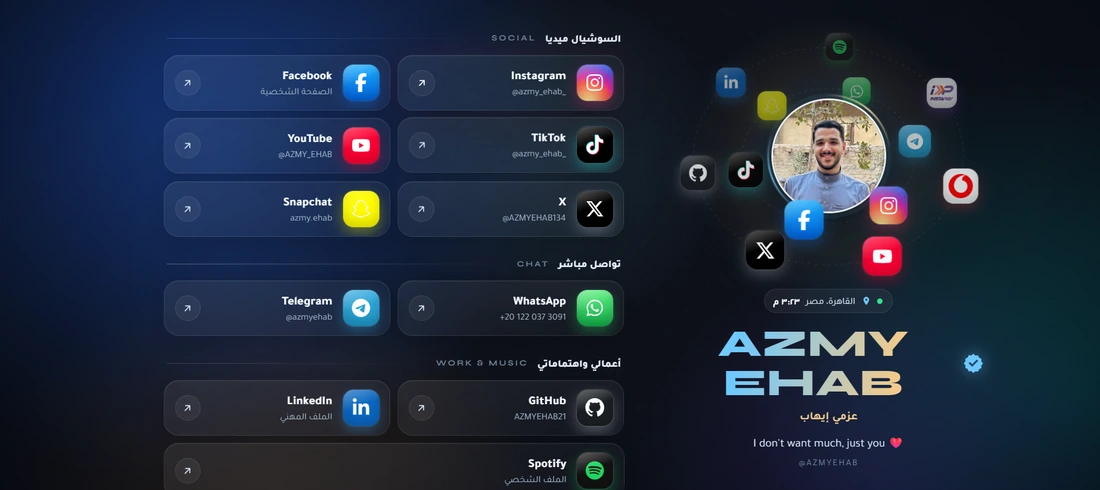 السوشيال ميديا SOCIAL
Instagram
@azmy_ehab_
Facebook
الصفحة الشخصية
TikTok
@azmy_ehab_
YouTube
@AZMY_EHAB
X
@AZMYEHAB134
Snapchat
azmy.ehab
تواصل مباشر CHAT
WhatsApp
+20 122 037 3091
Telegram
@azmyehab
أعمالي واهتماماتي WORK & MUSIC
GitHub
AZMYEHAB21
LinkedIn
الملف المهني
Spotify
الملف الشخصي
القاهرة، مصر ٣:٢٣ م
AZMY
EHAB
عزمي إيهاب
I don't want much, just you ❤️
@AZMYEHAB